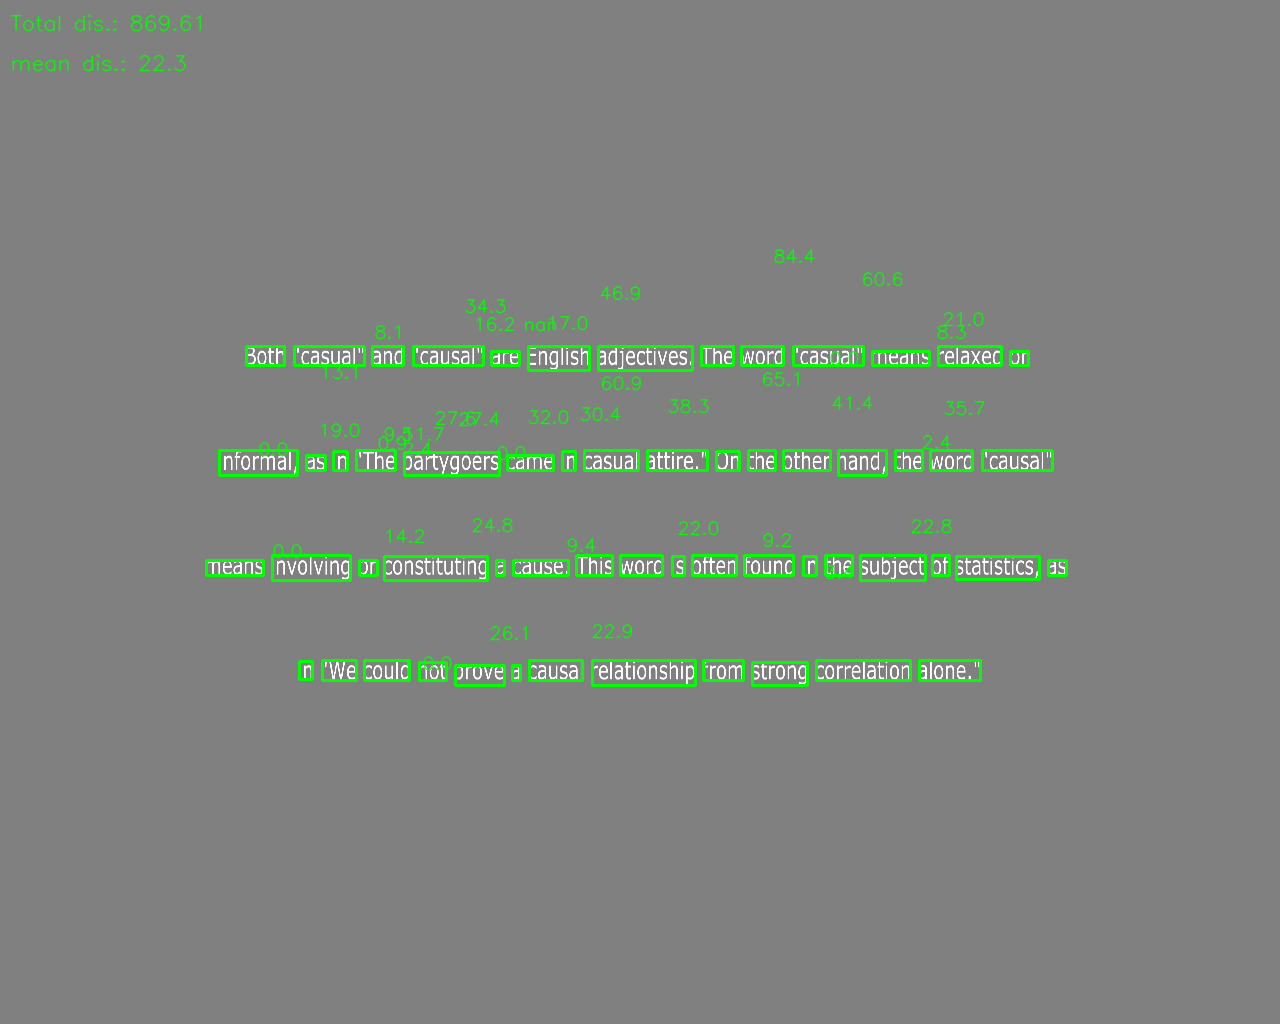 Total dis.: 869.61
mean dis.: 22.3
84.4
60.6
46.9
34.3 21.0
8.1 16.2 nan 17.0 8.3
Both "casual" and "causal" are English adjectives. The word "casual" means relaxed or
13.1 60.9 65.1
19.0 27.4 32.0 30.4 38.3 41.4 35.7
0.0 2.4
informal, as in "The partygoers came in casual attire." On the other hand, the word "causal"
0.0 14.2 24.8 9.4 22.0 9.2 22.8
means involving or constituting a cause. This word is often found in the subject of statistics, as
26.1 22.9
0.0
in "We could not prove a causal relationship from strong correlation alone."